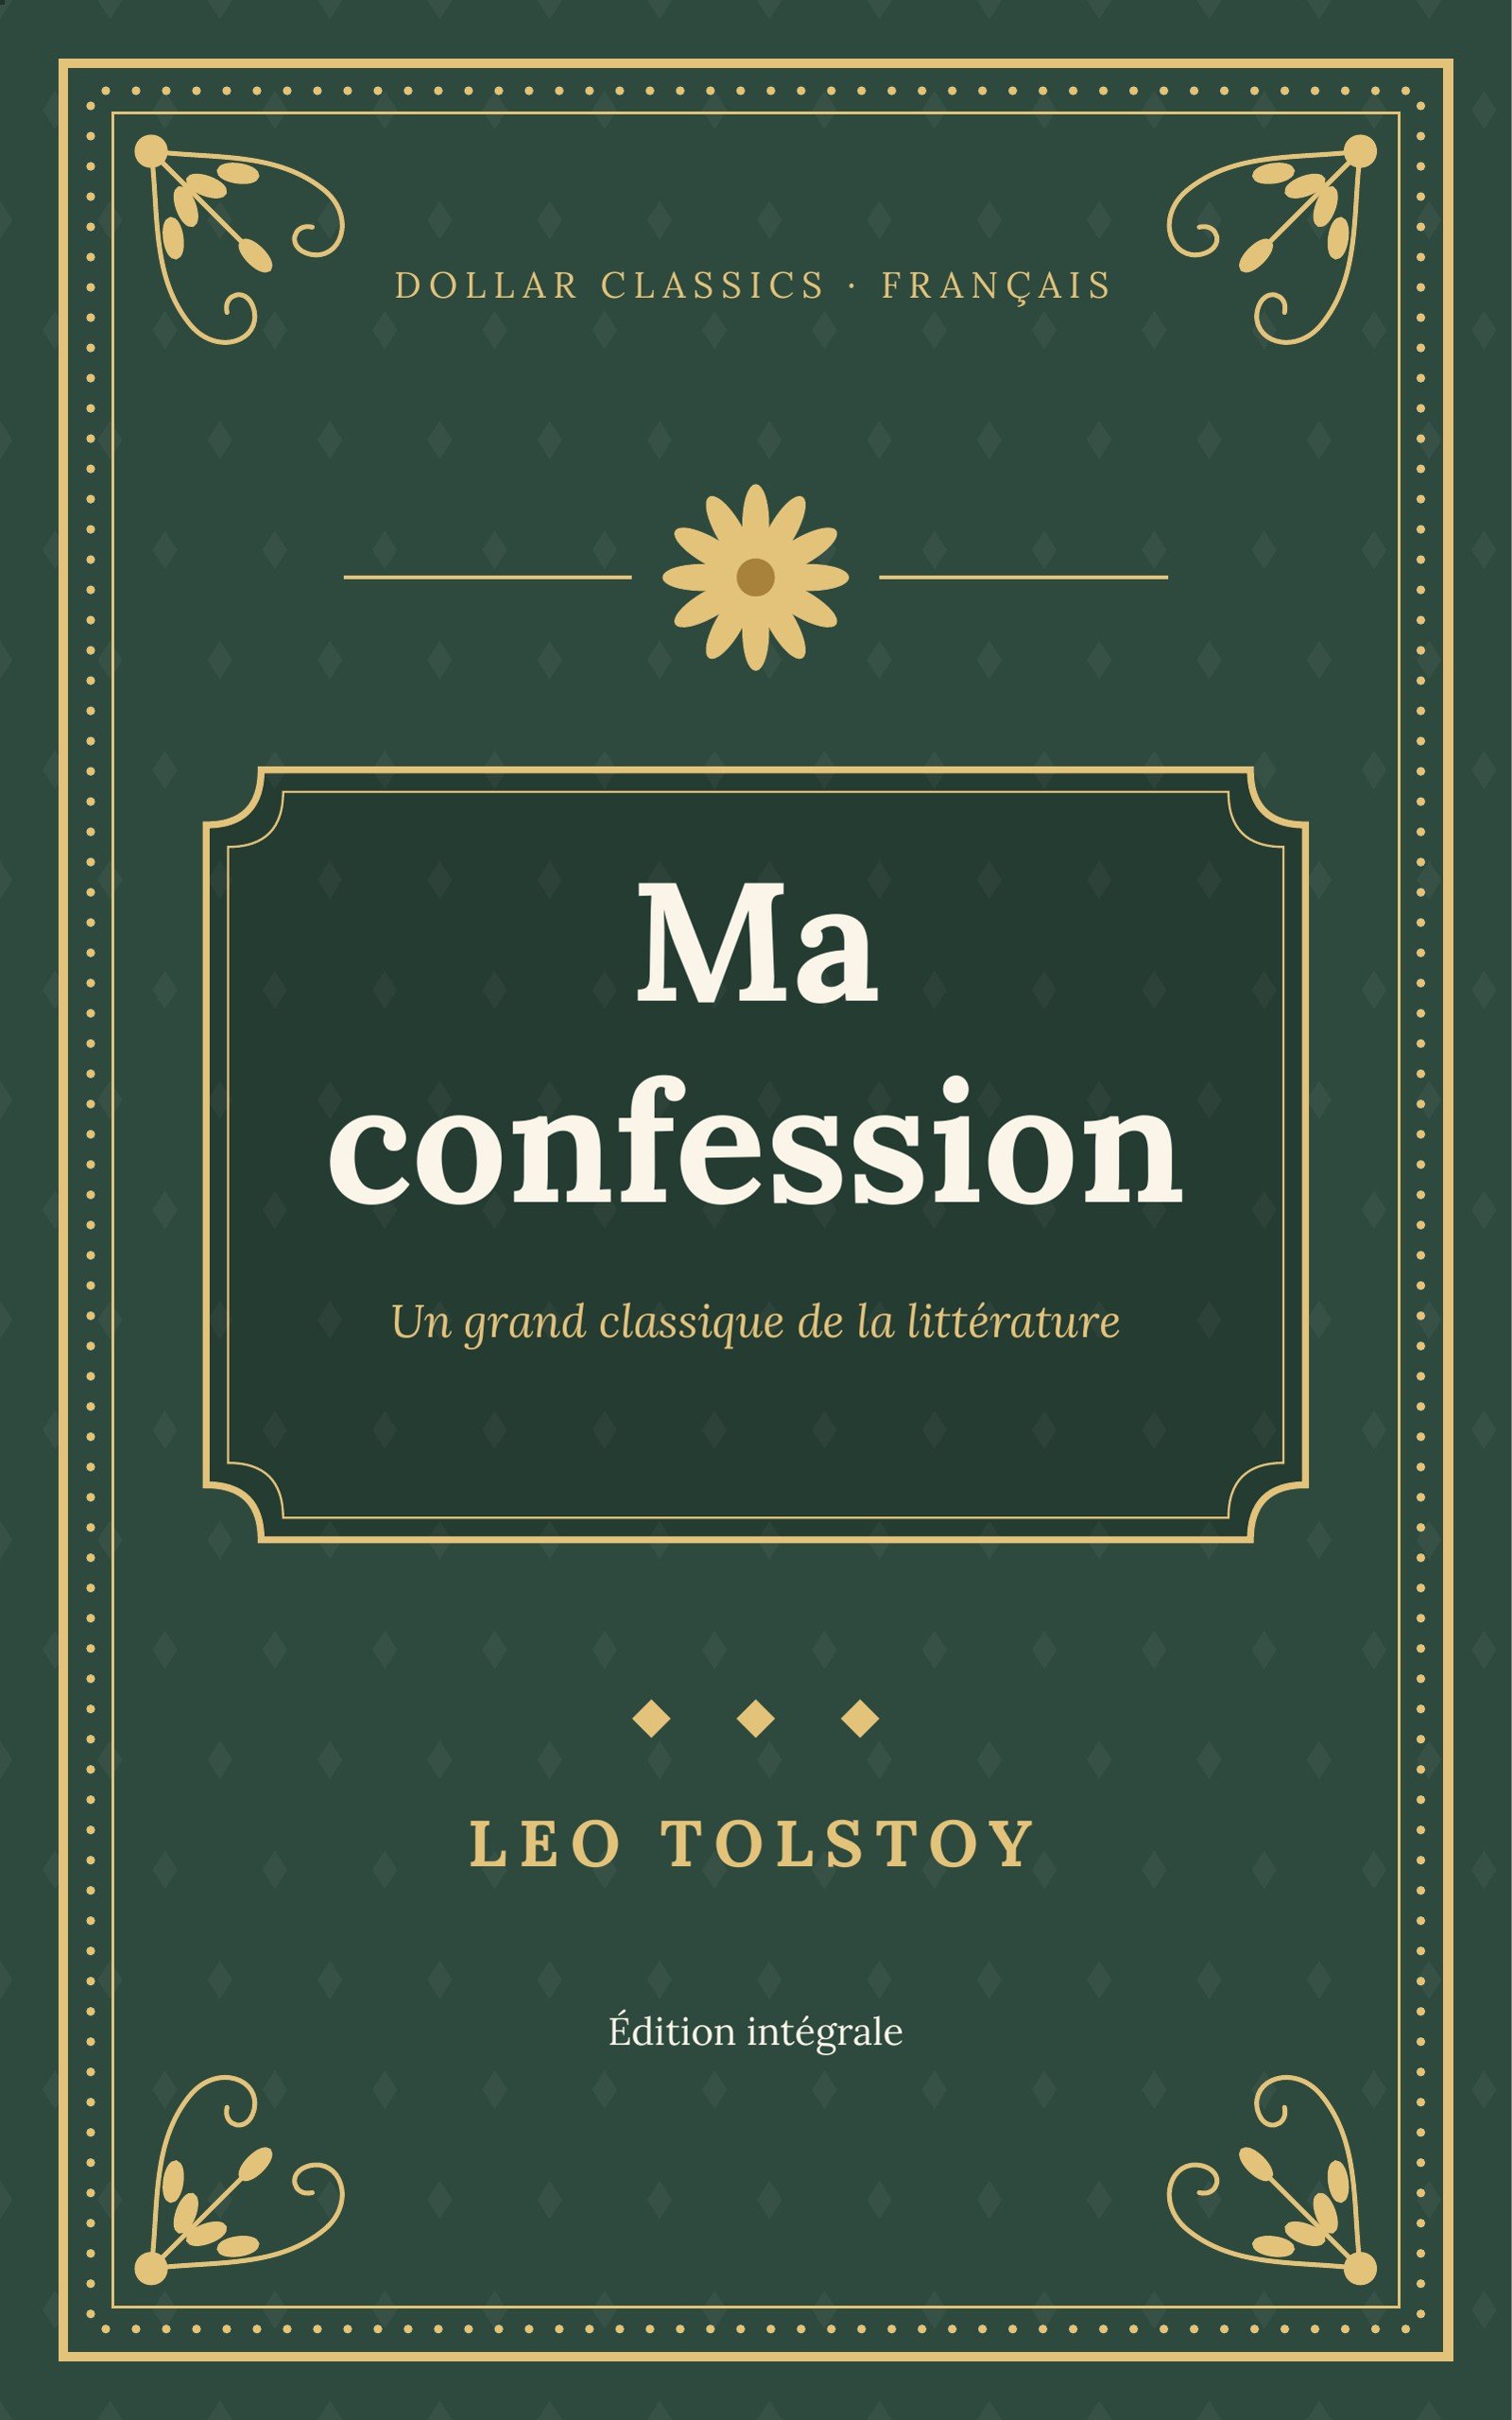 DOLLAR CLASSICS · FRANÇAIS
Ma
confession
Un grand classique de la littérature
LEO TOLSTOY
Édition intégrale